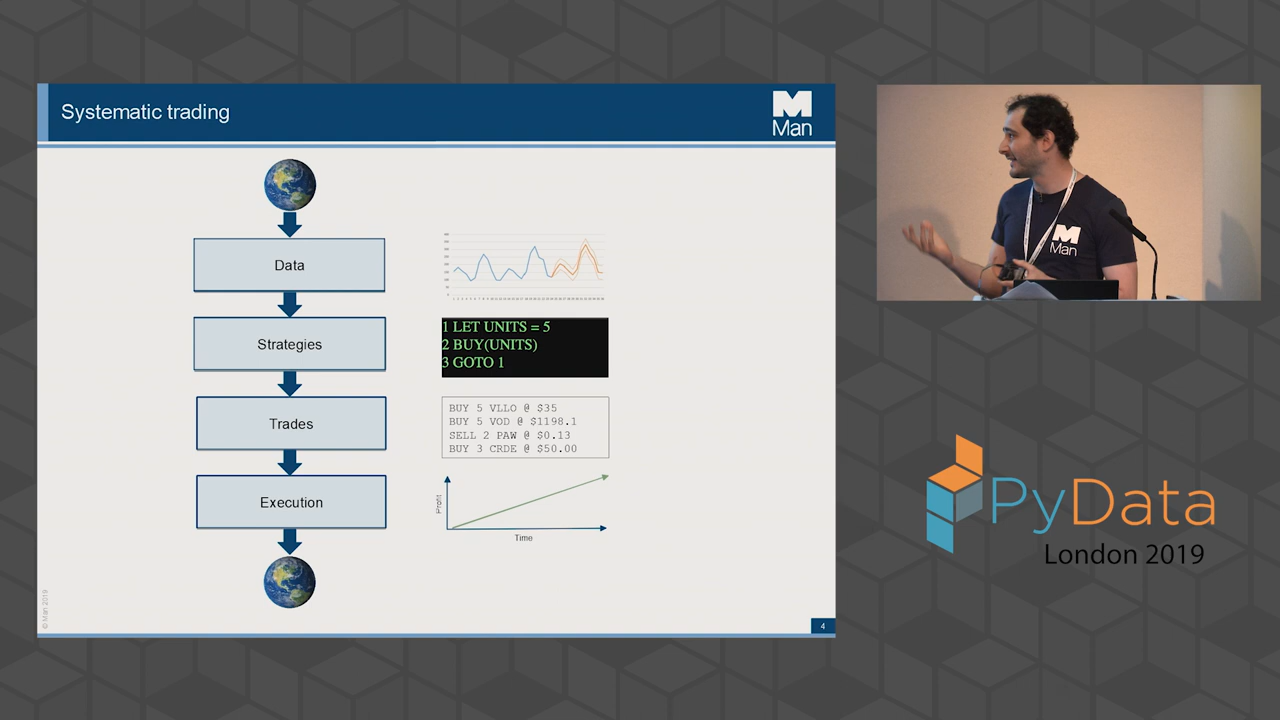 Systematic trading
Man
Data
Strategies
1 LET UNITS = 5
2 BUY(UNITS)
3 GOTO 1
Trades
BUY 5 VLLO @ $35
BUY 5 VOD @ $1198.1
SELL 2 PAW @ $0.13
BUY 3 CRDE @ $50.00
Execution
Profit
Time
© Man 2019
4
Man
PyData
London 2019